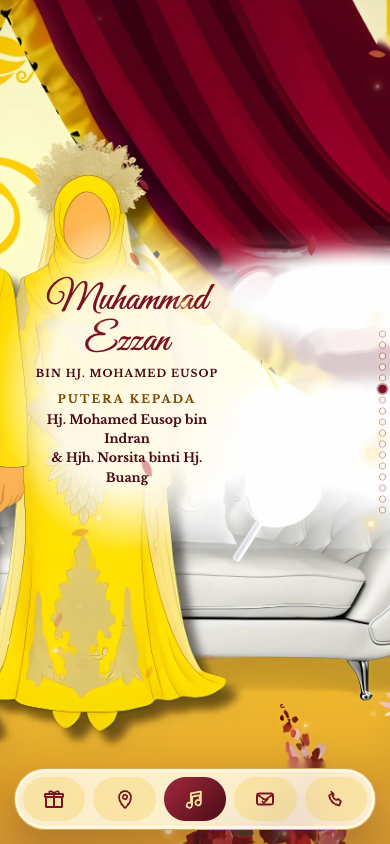 Muhammad
Ezzan
BIN HJ. MOHAMED EUSOP
PUTERA KEPADA
Hj. Mohamed Eusop bin
Indran
& Hjh. Norsita binti Hj.
Buang